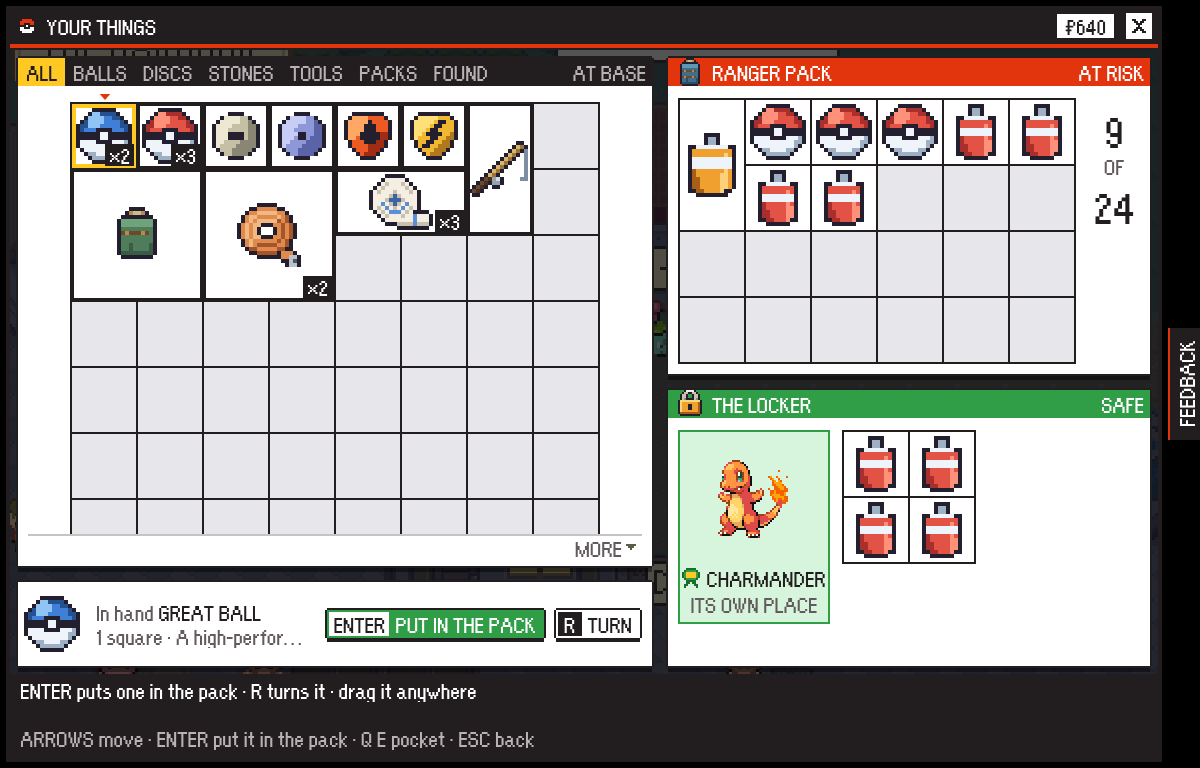 YOUR THINGS
₽640
X
ALL BALLS DISCS STONES TOOLS PACKS FOUND AT BASE
×2
×3
×3
×2
MORE
In hand GREAT BALL
1 square · A high-perfor...
ENTER PUT IN THE PACK
R TURN
RANGER PACK AT RISK
9
OF
24
THE LOCKER SAFE
CHARMANDER
ITS OWN PLACE
FEEDBACK
ENTER puts one in the pack · R turns it · drag it anywhere
ARROWS move · ENTER put it in the pack · Q E pocket · ESC back